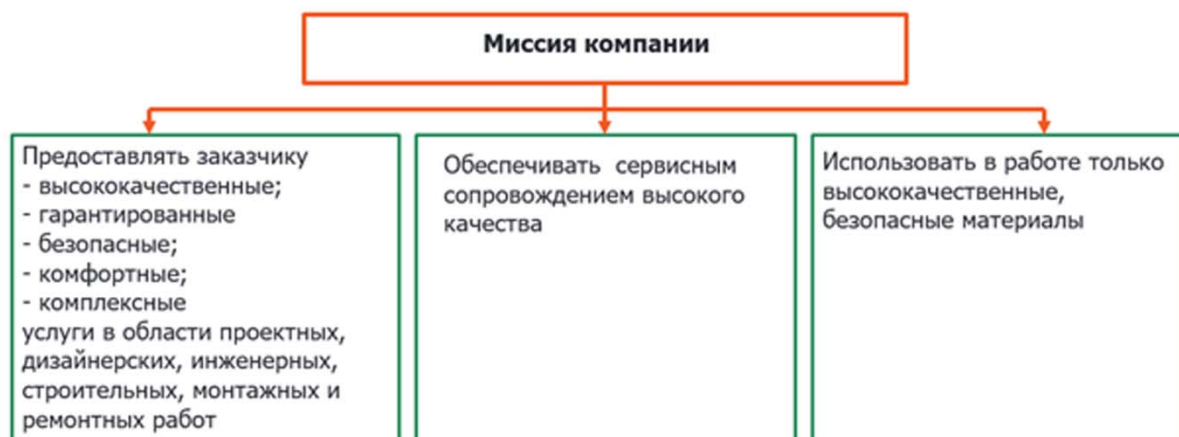 Миссия компании
Предоставлять заказчику
- высококачественные;
- гарантированные
- безопасные;
- комфортные;
- комплексные
услуги в области проектных,
дизайнерских, инженерных,
строительных, монтажных и
ремонтных работ
Обеспечивать сервисным
сопровождением высокого
качества
Использовать в работе только
высококачественные,
безопасные материалы